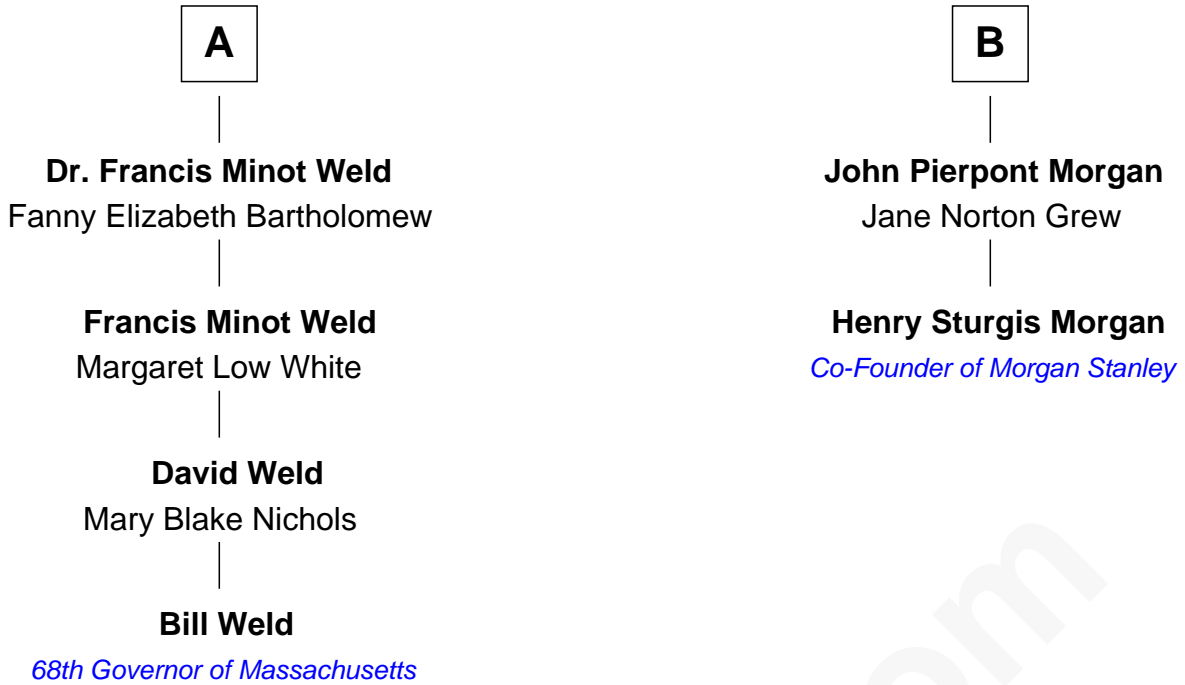 A
Dr. Francis Minot Weld
Fanny Elizabeth Bartholomew
Francis Minot Weld
Margaret Low White
David Weld
Mary Blake Nichols
Bill Weld
68th Governor of Massachusetts
B
John Pierpont Morgan
Jane Norton Grew
Henry Sturgis Morgan
Co-Founder of Morgan Stanley
om